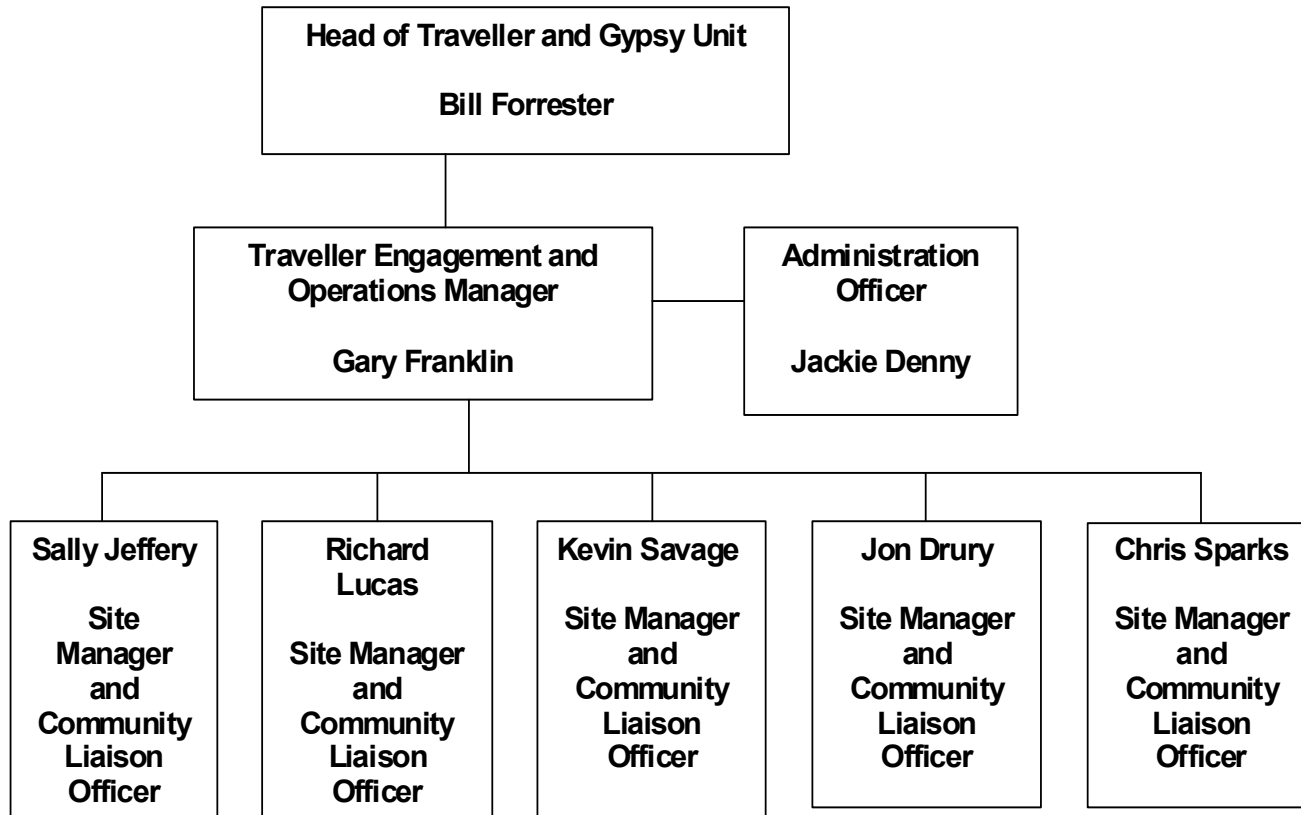 Head of Traveller and Gypsy Unit
Bill Forrester
Traveller Engagement and
Operations Manager
Gary Franklin
Administration
Officer
Jackie Denny
Sally Jeffery
Site
Manager
and
Community
Liaison
Officer
Richard
Lucas
Site Manager
and
Community
Liaison
Officer
Kevin Savage
Site Manager
and
Community
Liaison
Officer
Jon Drury
Site Manager
and
Community
Liaison
Officer
Chris Sparks
Site Manager
and
Community
Liaison
Officer